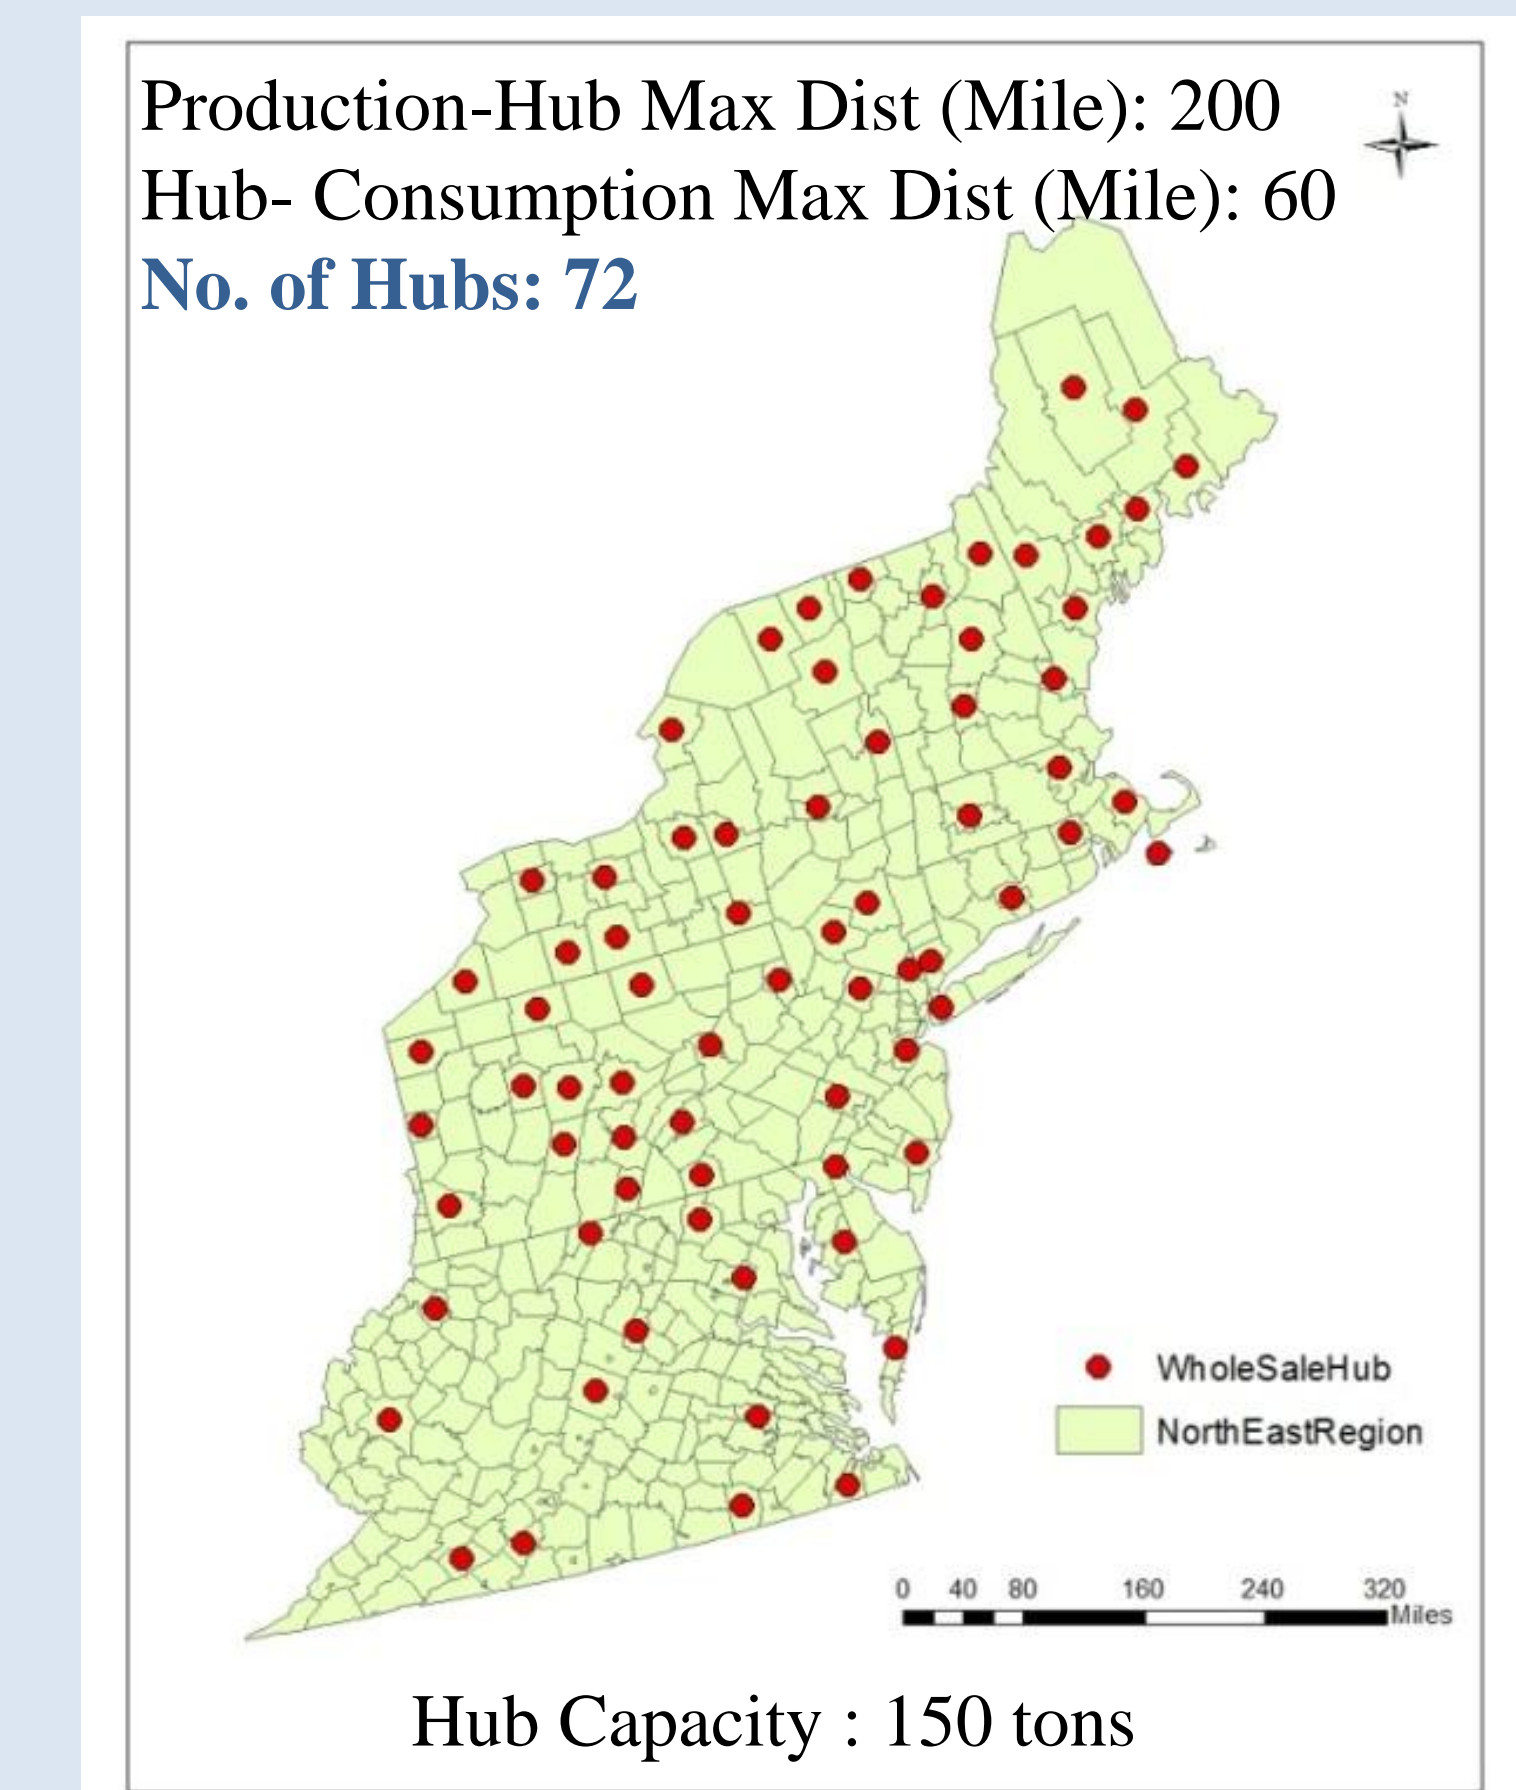 Production-Hub Max Dist (Mile): 200
N
Hub- Consumption Max Dist (Mile): 60
No. of Hubs: 72
WholeSaleHub
NorthEastRegion
0 40 80 160 240 320
Miles
Hub Capacity : 150 tons